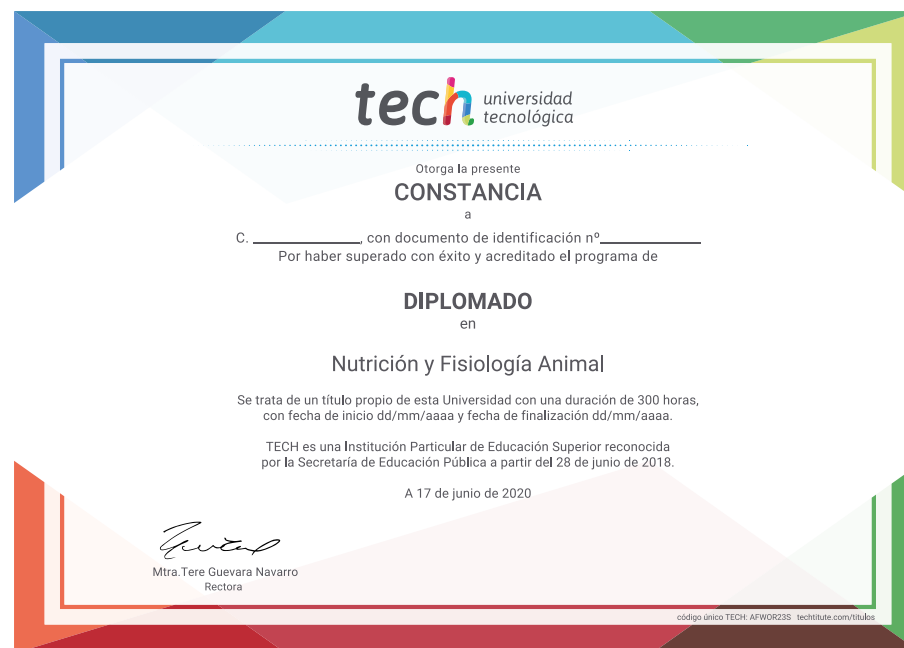 tech universidad
tecnológica
Otorga la presente
CONSTANCIA
a
C. ____________, con documento de identificación nº____________
Por haber superado con éxito y acreditado el programa de
DIPLOMADO
en
Nutrición y Fisiología Animal
Se trata de un título propio de esta Universidad con una duración de 300 horas,
con fecha de inicio dd/mm/aaaa y fecha de finalización dd/mm/aaaa.
TECH es una Institución Particular de Educación Superior reconocida
por la Secretaría de Educación Pública a partir del 28 de junio de 2018.
A 17 de junio de 2020
Mtra.Tere Guevara Navarro
Rectora
código único TECH: AFWOR23S techtitute.com/títulos